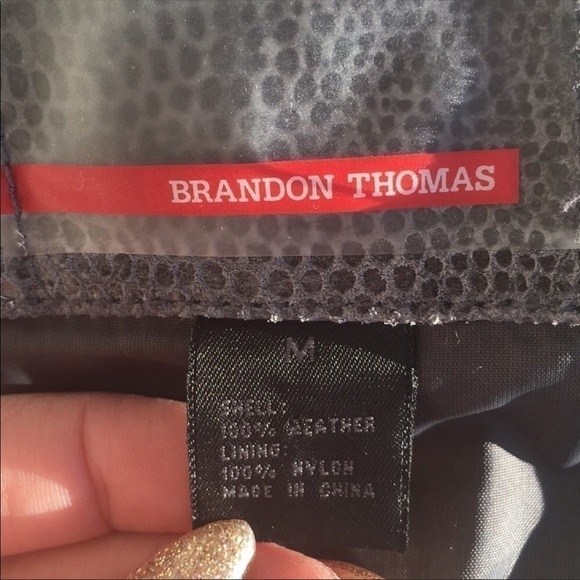 BRANDON THOMAS
M
SHELL:
100% LEATHER
LINING:
100% NYLON
MADE IN CHINA